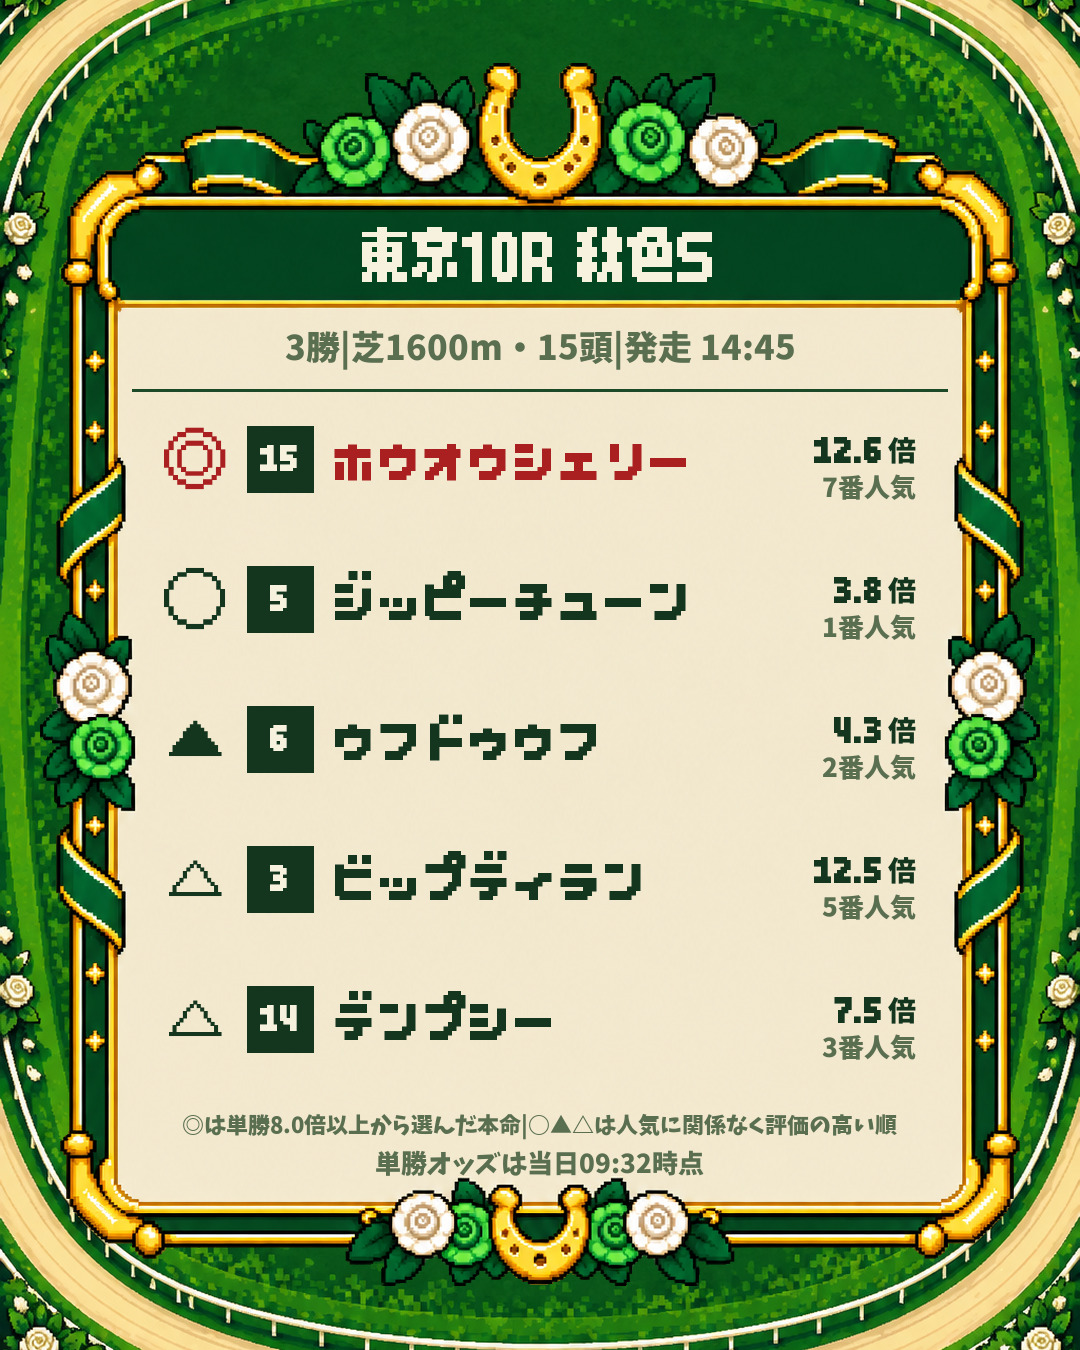 東京10R 秋色S
3勝|芝1600m・15頭|発走 14:45
◎ 15 ホウオウシェリー 12.6倍
7番人気
○ 5 ジッピーチューン 3.8倍
1番人気
▲ 6 ウフドゥウフ 4.3倍
2番人気
△ 3 ビップディラン 12.5倍
5番人気
△ 14 デンプシー 7.5倍
3番人気
◎は単勝8.0倍以上から選んだ本命|○▲△は人気に関係なく評価の高い順
単勝オッズは当日09:32時点